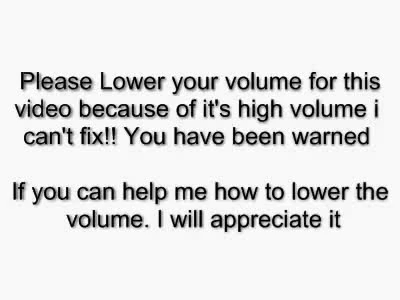 Please Lower your volume for this
video because of it's high volume i
can't fix!! You have been warned
If you can help me how to lower the
volume. I will appreciate it